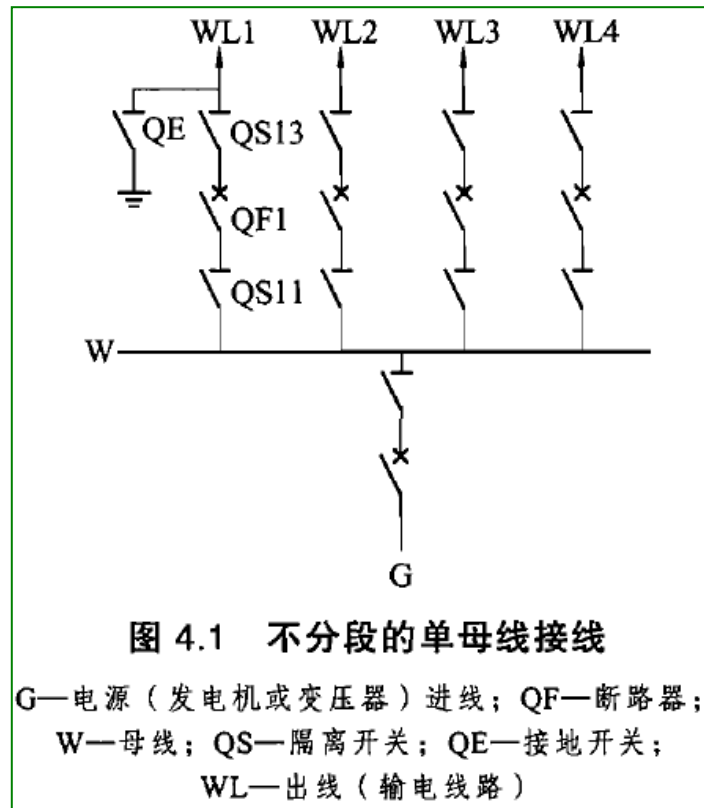 WL1 WL2 WL3 WL4
QE QS13
QF1
QS11
W
G
图 4.1 不分段的单母线接线
G—电源（发电机或变压器）进线；QF—断路器；
W—母线；QS—隔离开关；QE—接地开关；
WL—出线（输电线路）